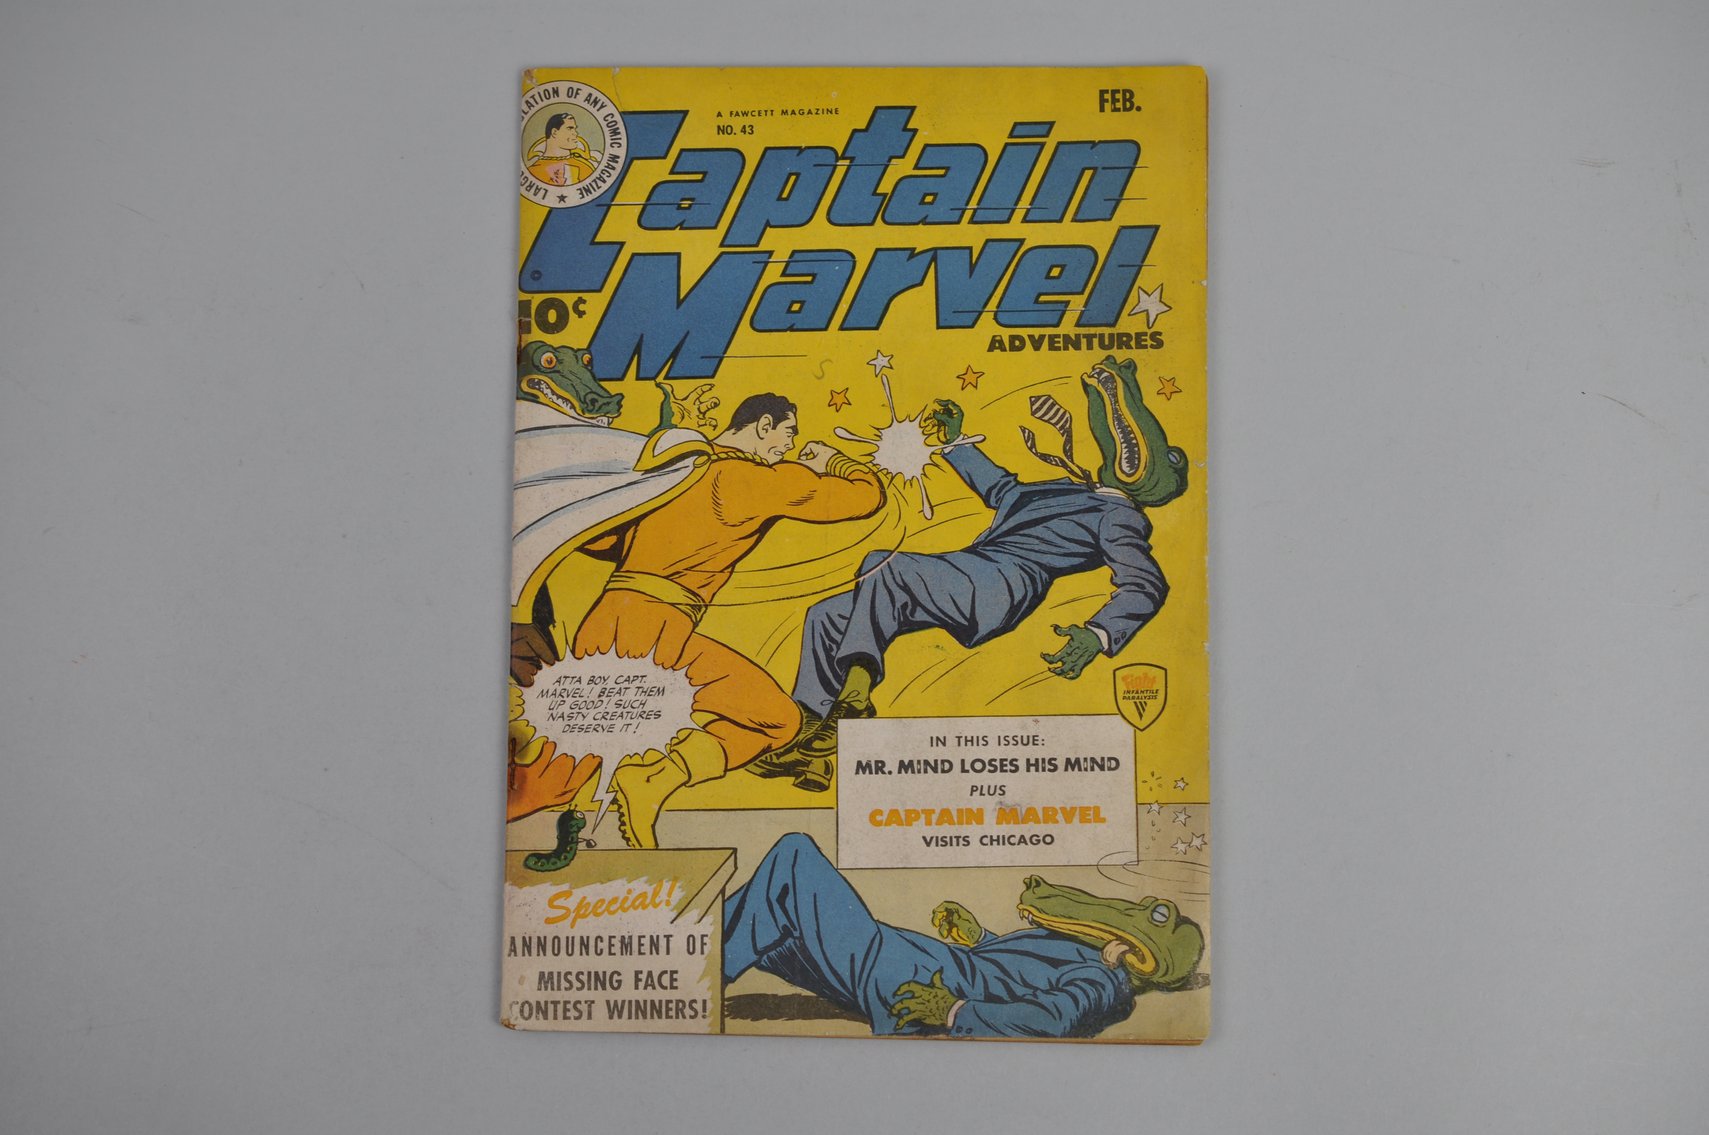 LATION OF ANY COMIC MAGAZINE ★ LARGE
A FAWCETT MAGAZINE
NO. 43
FEB.
Captain
Marvel
©
10¢
ADVENTURES
S
ATTA BOY, CAPT.
MARVEL! BEAT THEM
UP GOOD! SUCH
NASTY CREATURES
DESERVE IT!
Fight
INFANTILE
PARALYSIS
IN THIS ISSUE:
MR. MIND LOSES HIS MIND
PLUS
CAPTAIN MARVEL
VISITS CHICAGO
Special!
ANNOUNCEMENT OF
MISSING FACE
CONTEST WINNERS!